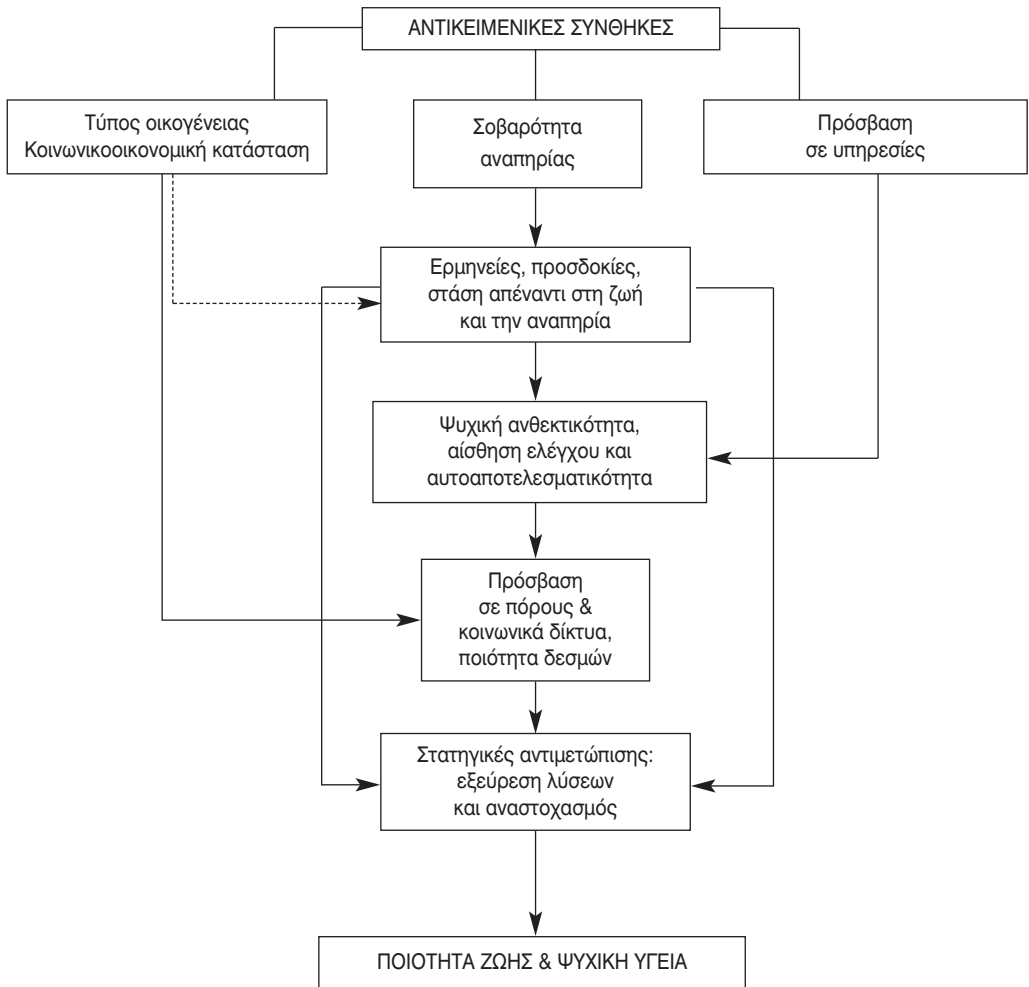 ΑΝΤΙΚΕΙΜΕΝΙΚΕΣ ΣΥΝΘΗΚΕΣ
Τύπος οικογένειας
Κοινωνικοοικονομική κατάσταση
Σοβαρότητα
αναπηρίας
Πρόσβαση
σε υπηρεσίες
Ερμηνείες, προσδοκίες,
στάση απέναντι στη ζωή
και την αναπηρία
Ψυχική ανθεκτικότητα,
αίσθηση ελέγχου και
αυτοαποτελεσματικότητα
Πρόσβαση
σε πόρους &
κοινωνικά δίκτυα,
ποιότητα δεσμών
Στατηγικές αντιμετώπισης:
εξεύρεση λύσεων
και αναστοχασμός
ΠΟΙΟΤΗΤΑ ΖΩΗΣ & ΨΥΧΙΚΗ ΥΓΕΙΑ